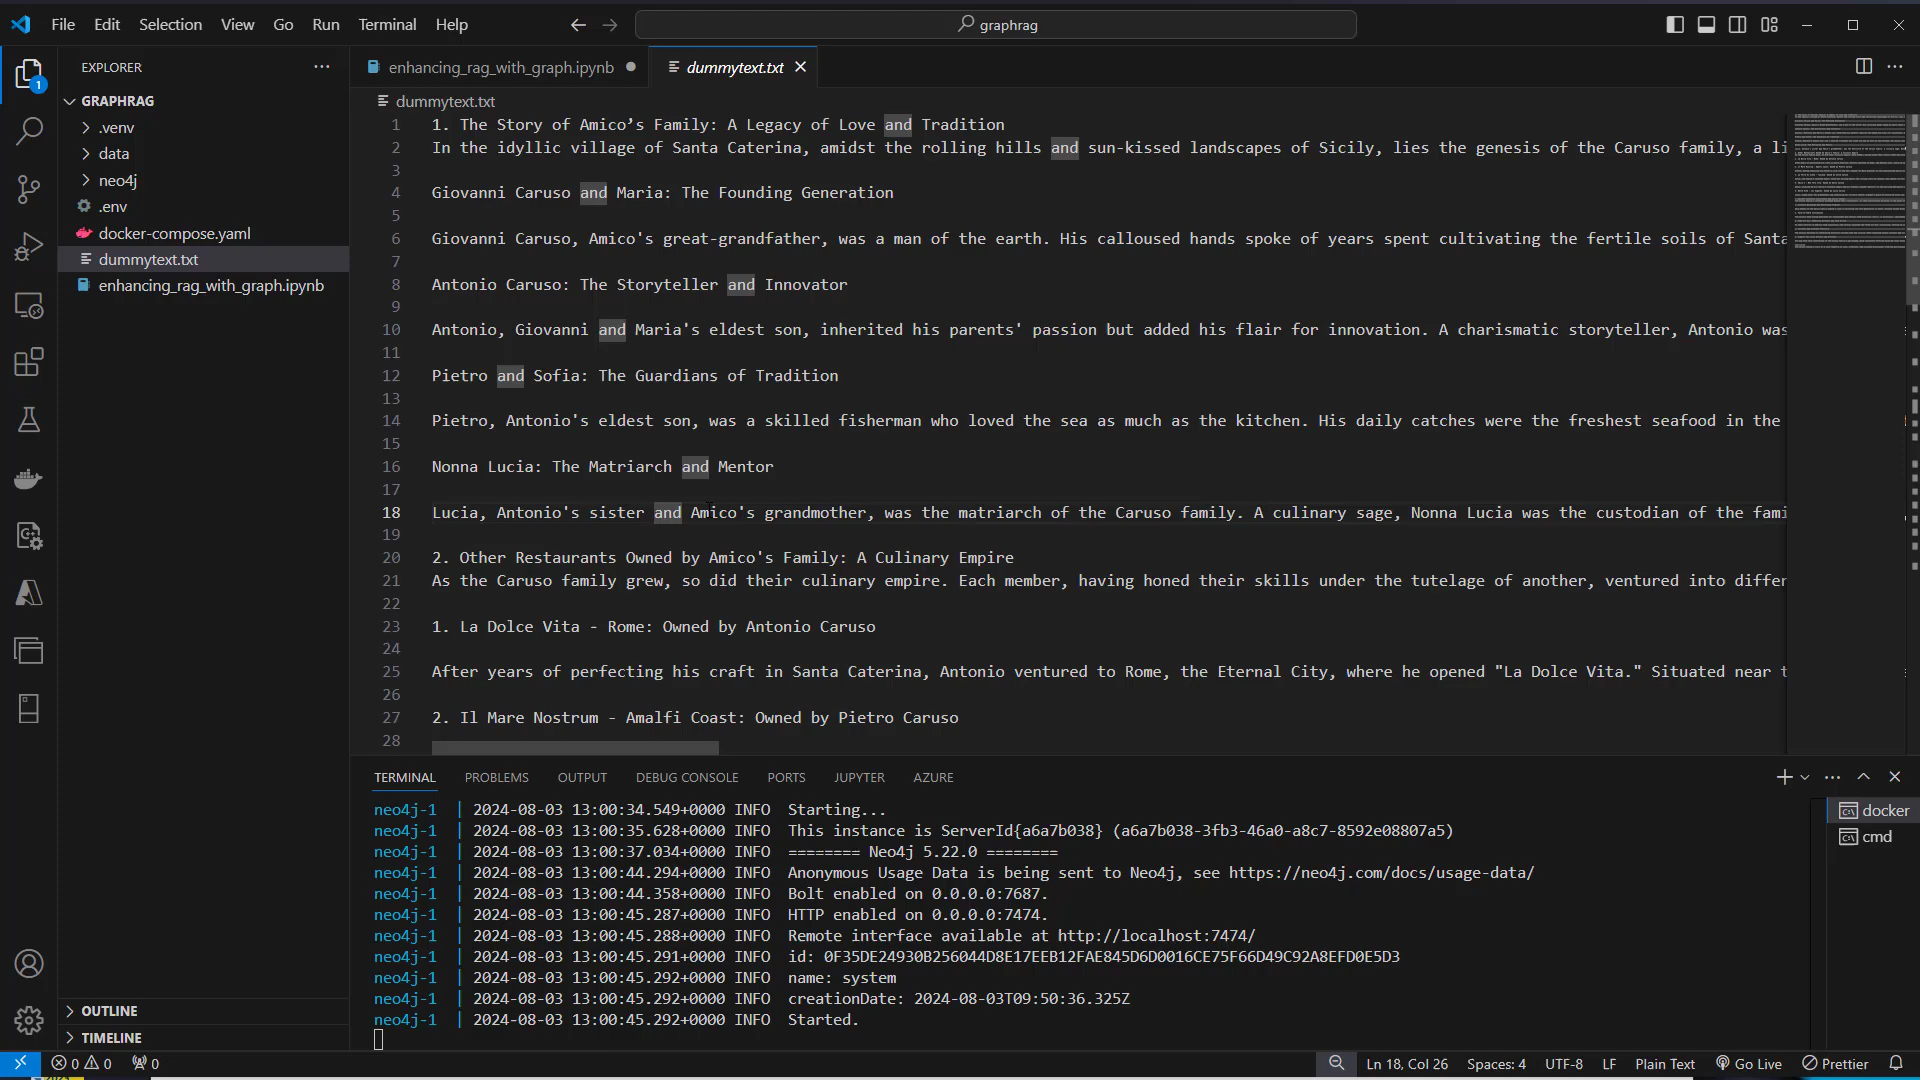 File Edit Selection View Go Run Terminal Help
graphrag
EXPLORER
enhancing_rag_with_graph.ipynb
dummytext.txt
GRAPHRAG
.venv
data
neo4j
.env
docker-compose.yaml
dummytext.txt
enhancing_rag_with_graph.ipynb
OUTLINE
TIMELINE
1
dummytext.txt
1 1. The Story of Amico’s Family: A Legacy of Love and Tradition
2 In the idyllic village of Santa Caterina, amidst the rolling hills and sun-kissed landscapes of Sicily, lies the genesis of the Caruso family, a li
3
4 Giovanni Caruso and Maria: The Founding Generation
5
6 Giovanni Caruso, Amico's great-grandfather, was a man of the earth. His calloused hands spoke of years spent cultivating the fertile soils of Santa
7
8 Antonio Caruso: The Storyteller and Innovator
9
10 Antonio, Giovanni and Maria's eldest son, inherited his parents' passion but added his flair for innovation. A charismatic storyteller, Antonio was
11
12 Pietro and Sofia: The Guardians of Tradition
13
14 Pietro, Antonio's eldest son, was a skilled fisherman who loved the sea as much as the kitchen. His daily catches were the freshest seafood in the
15
16 Nonna Lucia: The Matriarch and Mentor
17
18 Lucia, Antonio's sister and Amico's grandmother, was the matriarch of the Caruso family. A culinary sage, Nonna Lucia was the custodian of the fami
19
20 2. Other Restaurants Owned by Amico's Family: A Culinary Empire
21 As the Caruso family grew, so did their culinary empire. Each member, having honed their skills under the tutelage of another, ventured into differ
22
23 1. La Dolce Vita - Rome: Owned by Antonio Caruso
24
25 After years of perfecting his craft in Santa Caterina, Antonio ventured to Rome, the Eternal City, where he opened "La Dolce Vita." Situated near t
26
27 2. Il Mare Nostrum - Amalfi Coast: Owned by Pietro Caruso
28
TERMINAL PROBLEMS OUTPUT DEBUG CONSOLE PORTS JUPYTER AZURE
neo4j-1 | 2024-08-03 13:00:34.549+0000 INFO Starting...
neo4j-1 | 2024-08-03 13:00:35.628+0000 INFO This instance is ServerId{a6a7b038} (a6a7b038-3fb3-46a0-a8c7-8592e08807a5)
neo4j-1 | 2024-08-03 13:00:37.034+0000 INFO ======== Neo4j 5.22.0 ========
neo4j-1 | 2024-08-03 13:00:44.294+0000 INFO Anonymous Usage Data is being sent to Neo4j, see https://neo4j.com/docs/usage-data/
neo4j-1 | 2024-08-03 13:00:44.358+0000 INFO Bolt enabled on 0.0.0.0:7687.
neo4j-1 | 2024-08-03 13:00:45.287+0000 INFO HTTP enabled on 0.0.0.0:7474.
neo4j-1 | 2024-08-03 13:00:45.288+0000 INFO Remote interface available at http://localhost:7474/
neo4j-1 | 2024-08-03 13:00:45.291+0000 INFO id: 0F35DE24930B256044D8E17EEB12FAE845D6D0016CE75F66D49C92A8EFD0E5D3
neo4j-1 | 2024-08-03 13:00:45.292+0000 INFO name: system
neo4j-1 | 2024-08-03 13:00:45.292+0000 INFO creationDate: 2024-08-03T09:50:36.325Z
neo4j-1 | 2024-08-03 13:00:45.292+0000 INFO Started.
docker
cmd
0 0 0 Ln 18, Col 26 Spaces: 4 UTF-8 LF Plain Text Go Live Prettier